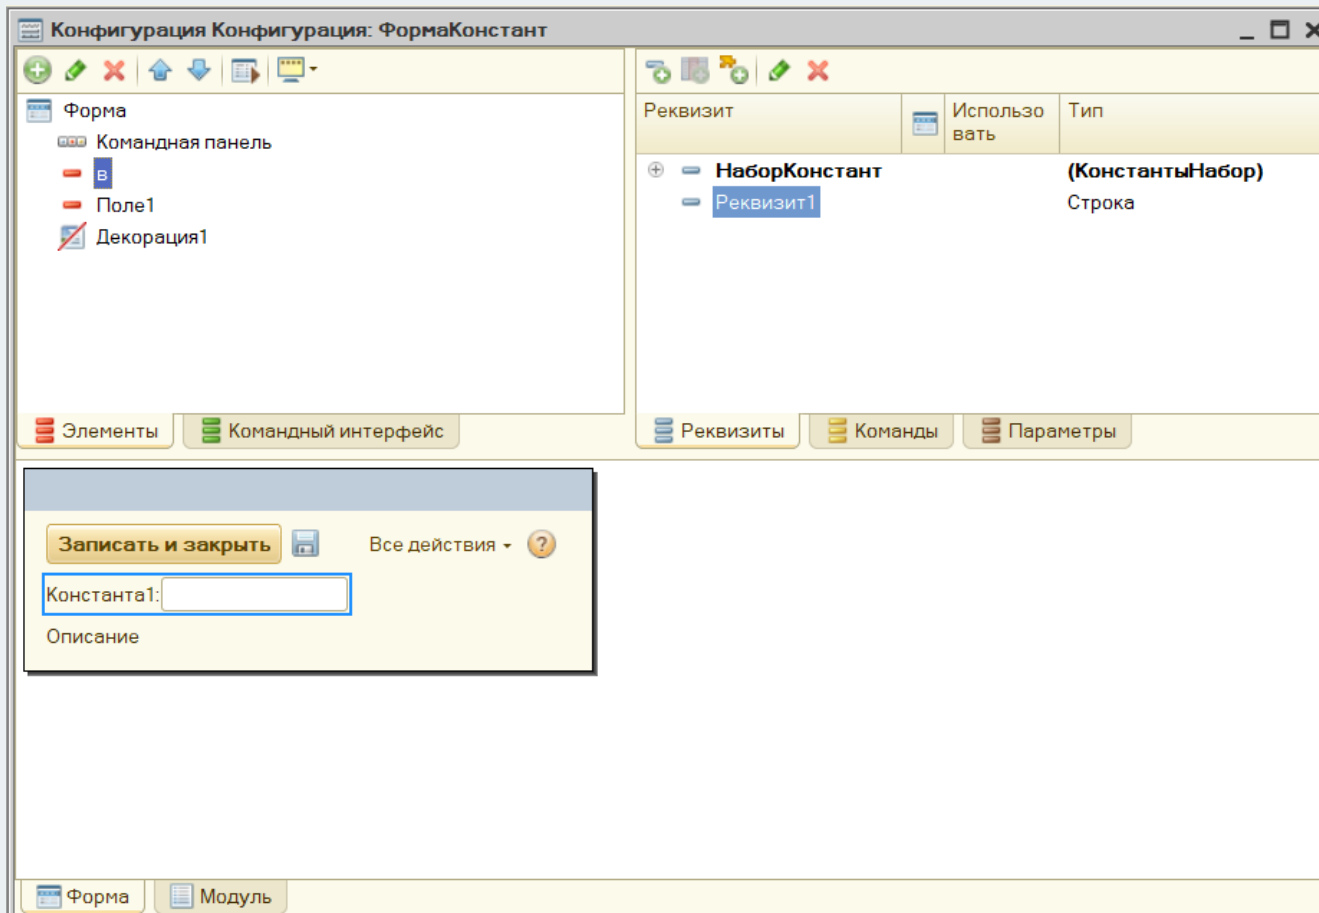 Конфигурация Конфигурация: ФормаКонстант
Форма
Командная панель
в
Поле1
Декорация1
Элементы
Командный интерфейс
Реквизит
Использо
вать
Тип
НаборКонстант
(КонстантыНабор)
Реквизит1
Строка
Реквизиты
Команды
Параметры
Записать и закрыть
Все действия
?
Константа1:
Описание
Форма
Модуль